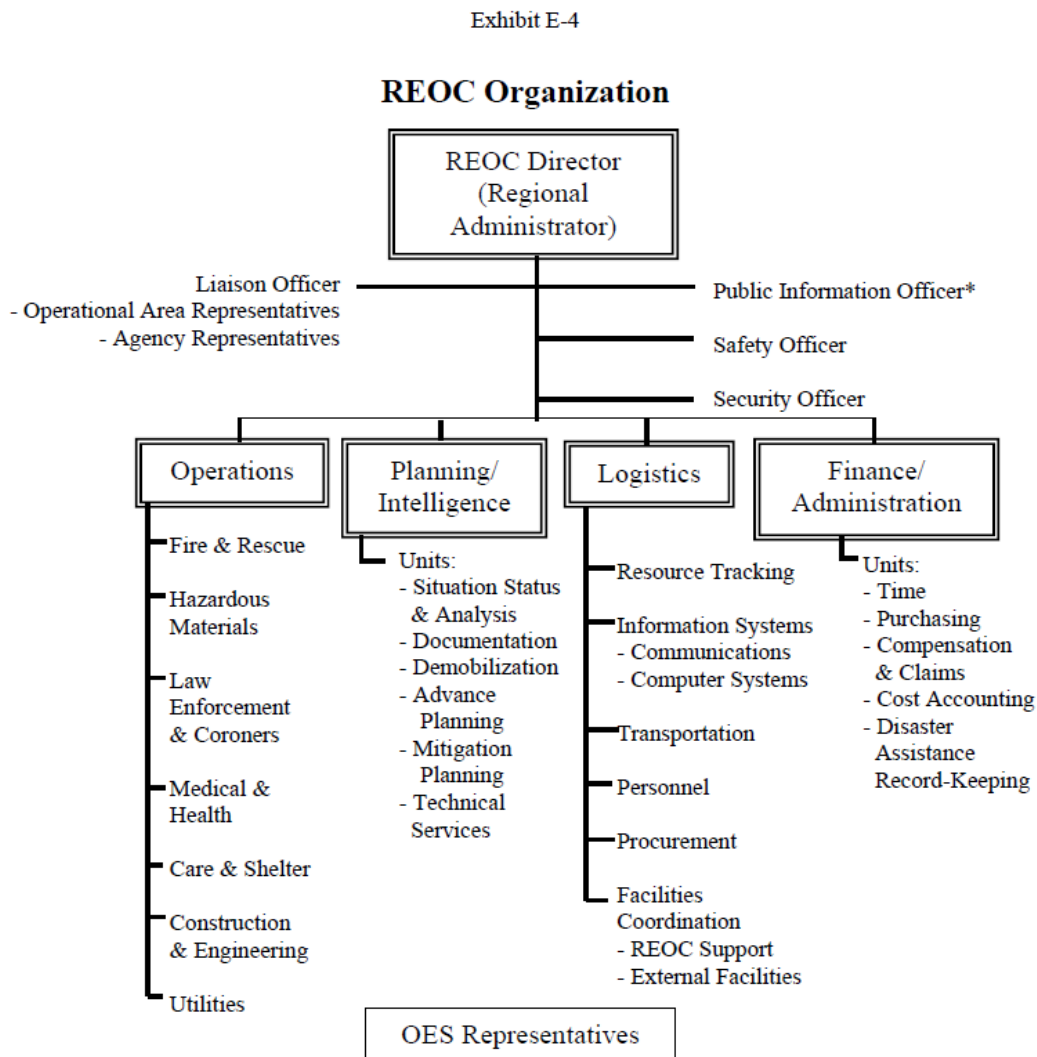 Exhibit E-4
REOC Organization
REOC Director
(Regional
Administrator)
Liaison Officer
- Operational Area Representatives
- Agency Representatives
Public Information Officer*
Safety Officer
Security Officer
Operations
Fire & Rescue
Hazardous
Materials
Law
Enforcement
& Coroners
Medical &
Health
Care & Shelter
Construction
& Engineering
Utilities
Planning/
Intelligence
Units:
- Situation Status
& Analysis
- Documentation
- Demobilization
- Advance
Planning
- Mitigation
Planning
- Technical
Services
Logistics
Resource Tracking
Information Systems
- Communications
- Computer Systems
Transportation
Personnel
Procurement
Facilities
Coordination
- REOC Support
- External Facilities
Finance/
Administration
Units:
- Time
- Purchasing
- Compensation
& Claims
- Cost Accounting
- Disaster
Assistance
Record-Keeping
OES Representatives